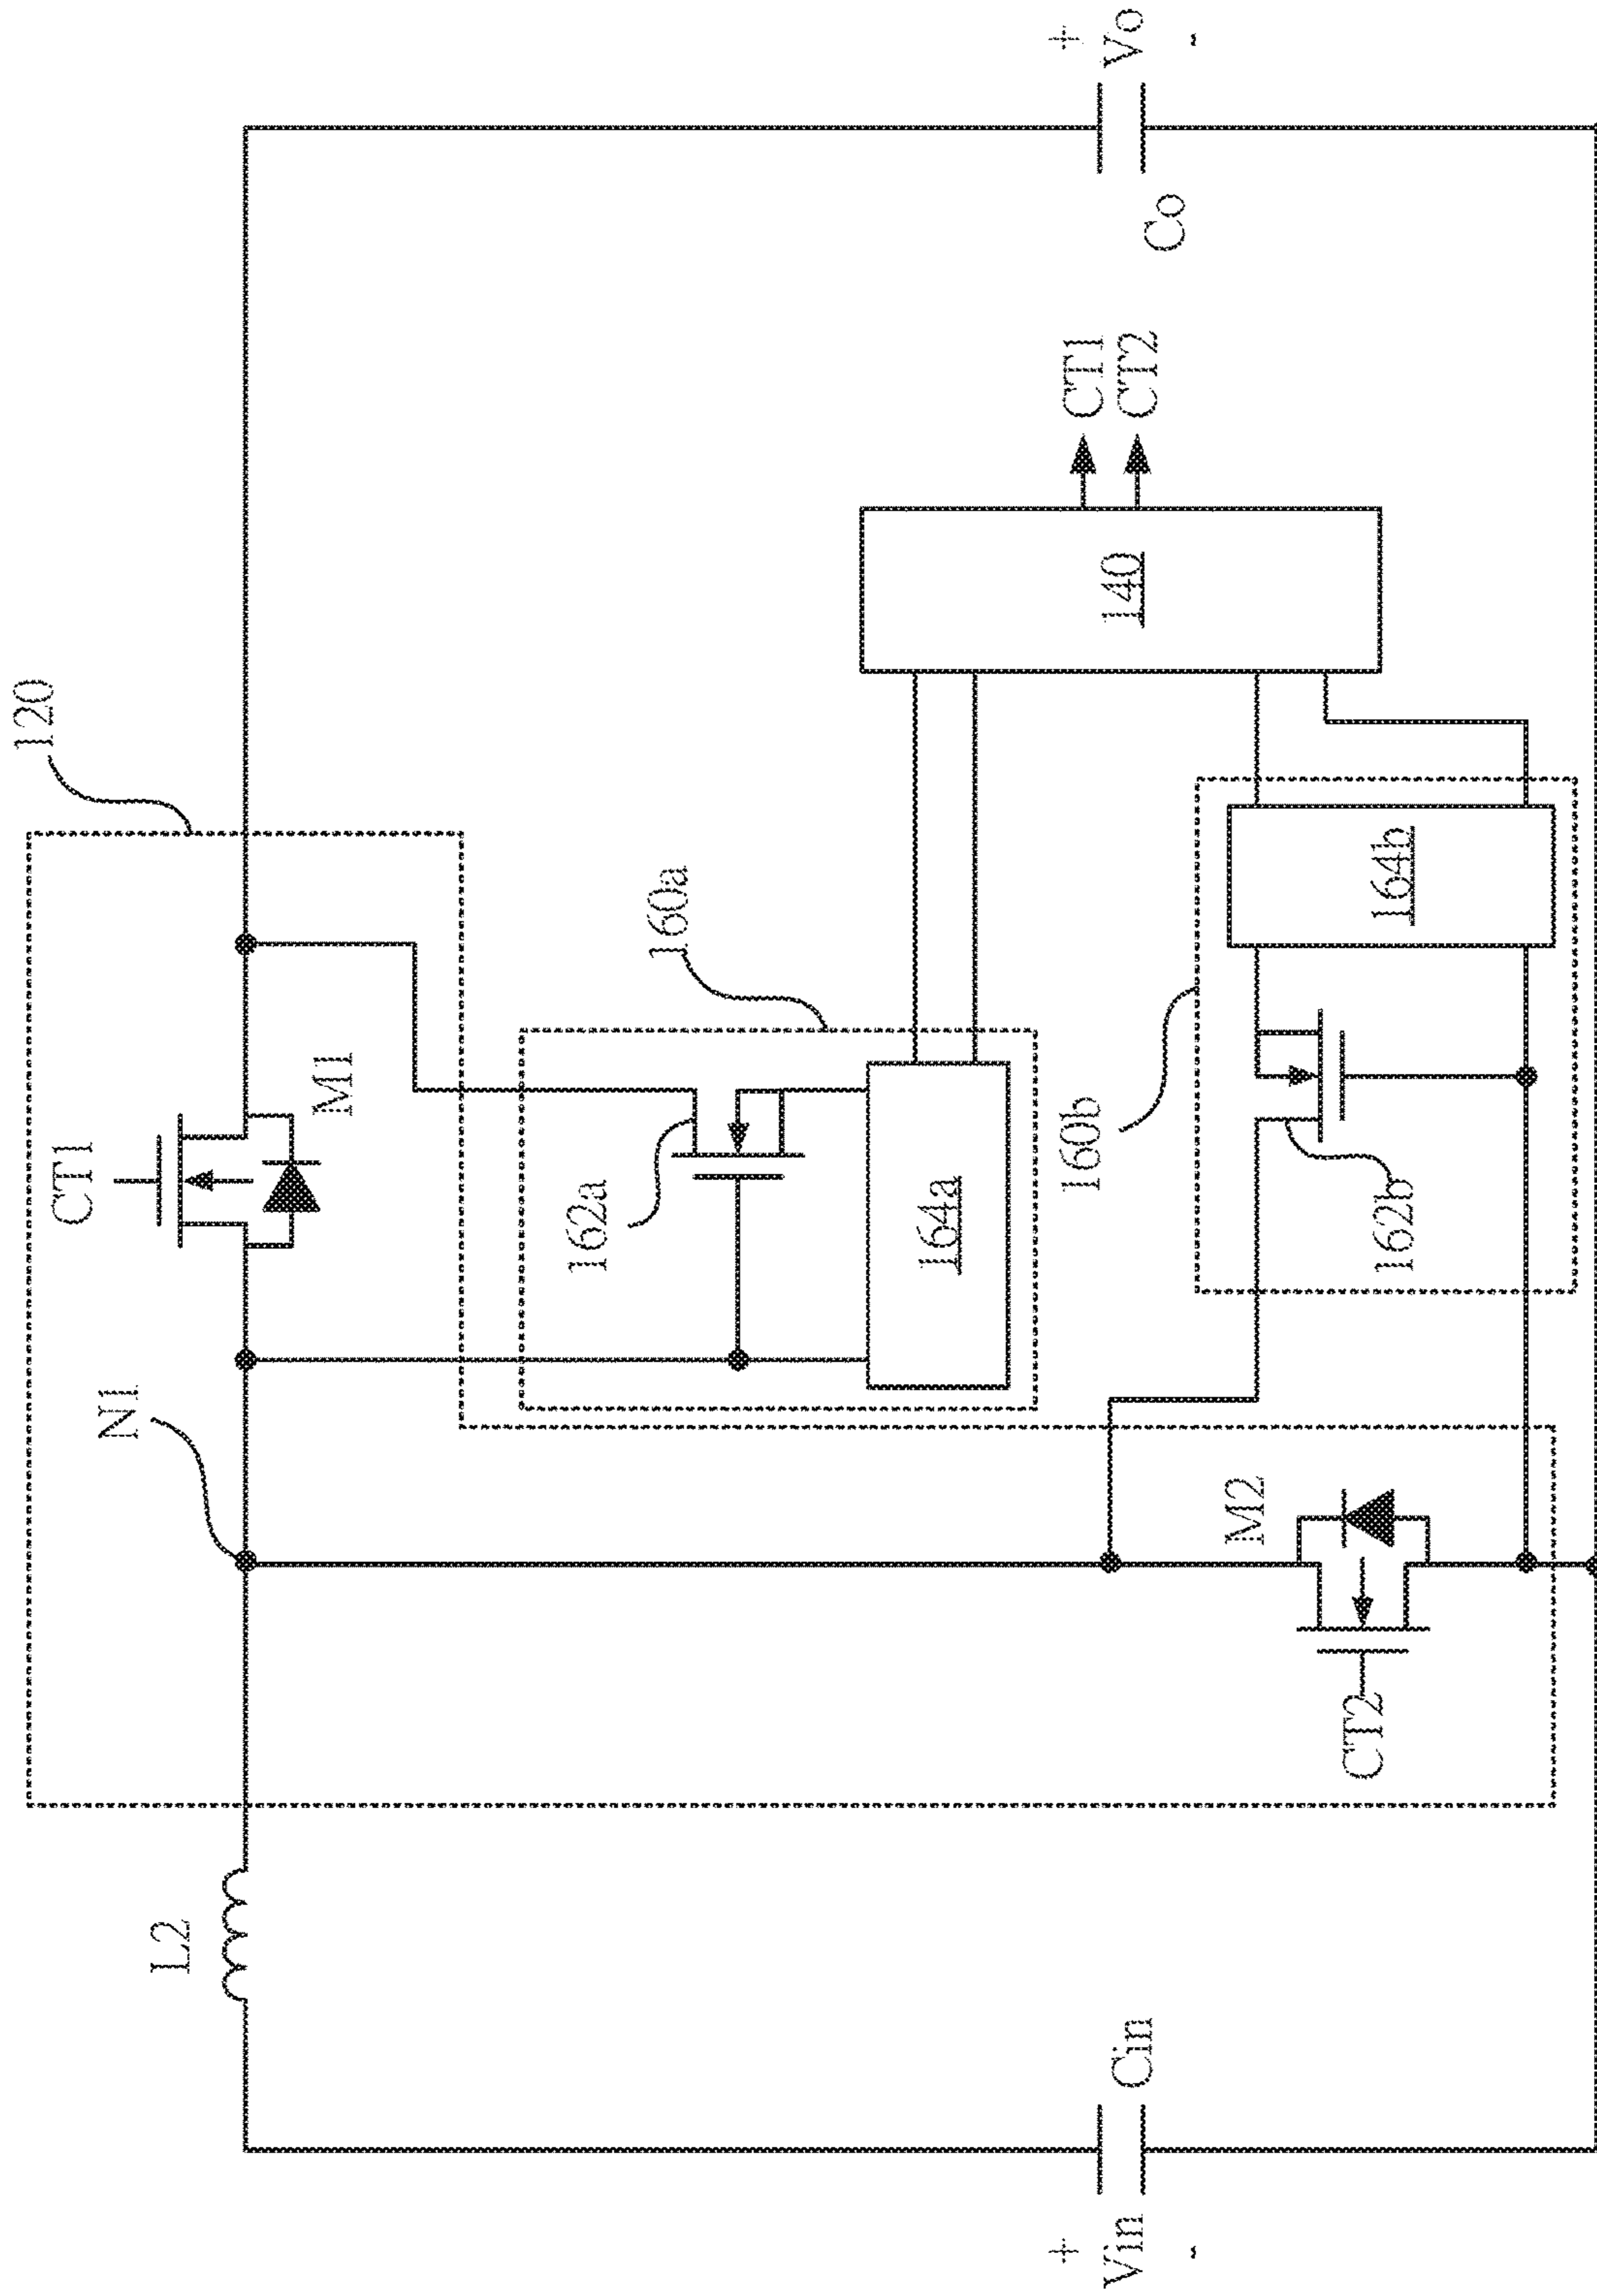 120
CT1
M1
N1
L2
160a
162a
164a
140
CT1
CT2
+
Vo
-
Co
160b
164b
162b
M2
CT2
Cin
+
Vin
-